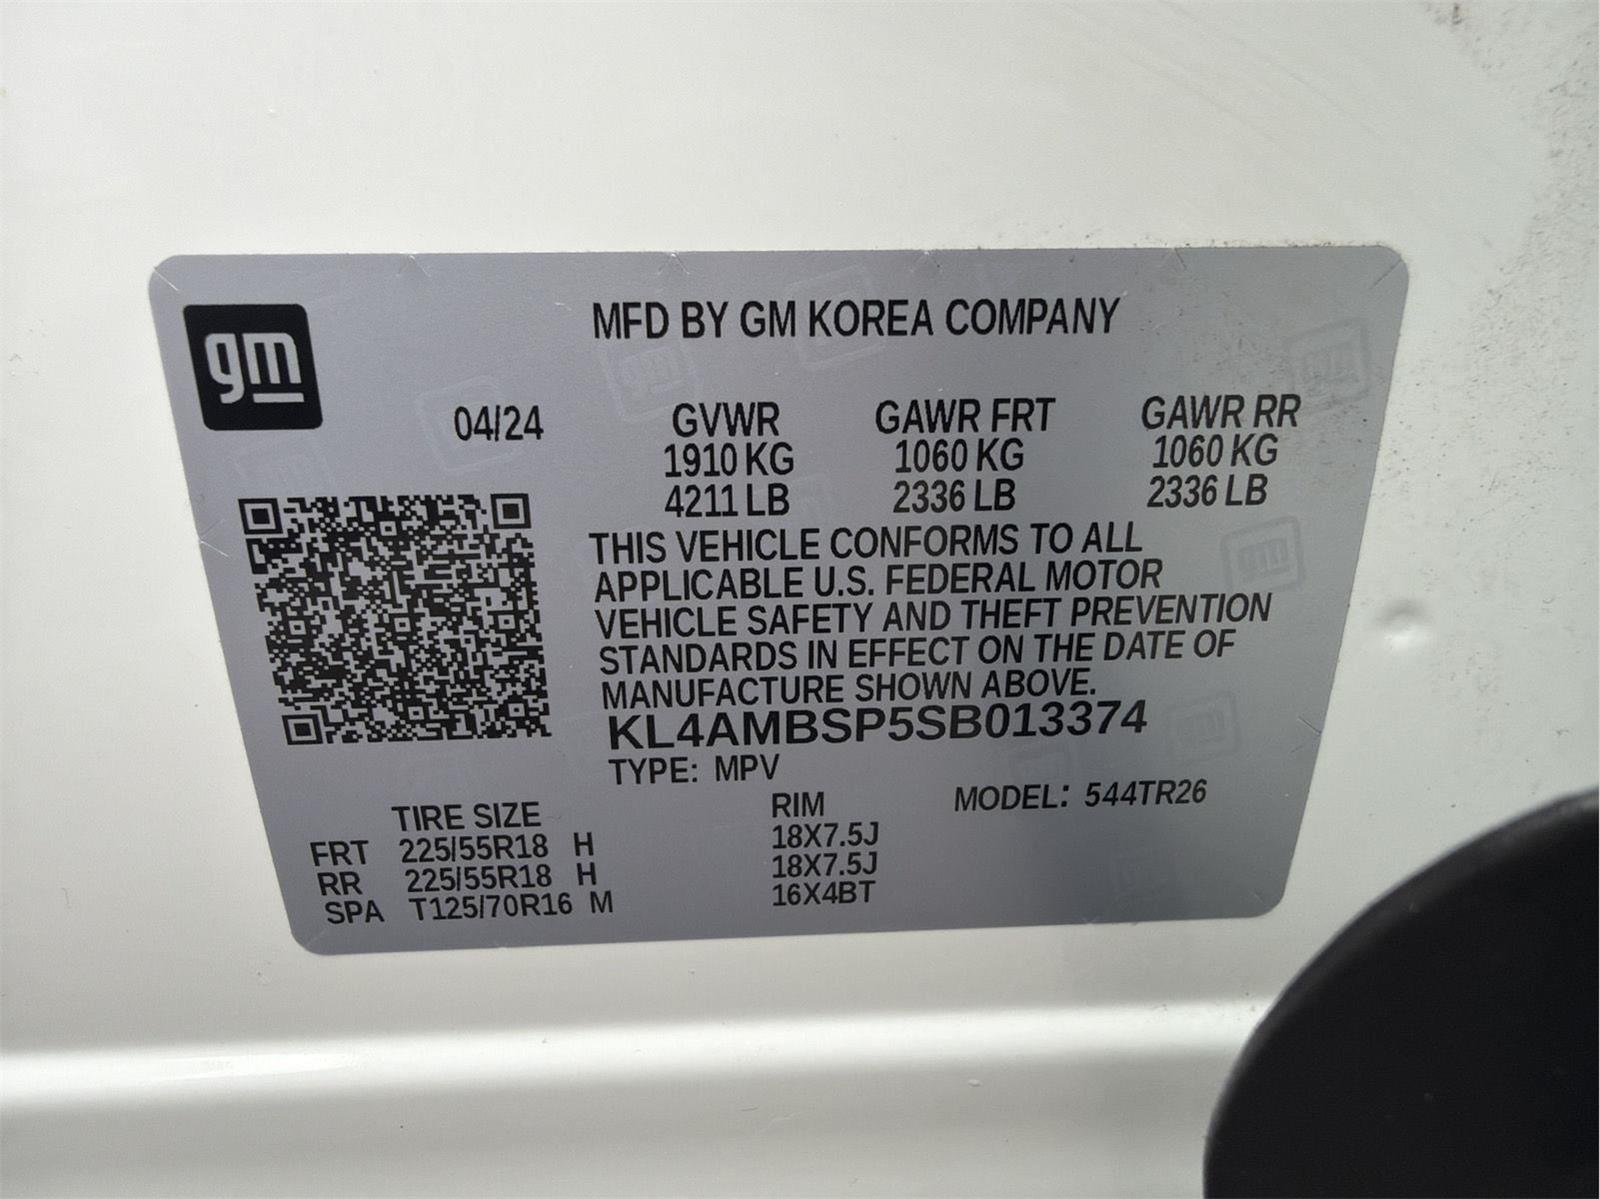 gm
MFD BY GM KOREA COMPANY
04/24 GVWR GAWR FRT GAWR RR
1910 KG 1060 KG 1060 KG
4211 LB 2336 LB 2336 LB
THIS VEHICLE CONFORMS TO ALL
APPLICABLE U.S. FEDERAL MOTOR
VEHICLE SAFETY AND THEFT PREVENTION
STANDARDS IN EFFECT ON THE DATE OF
MANUFACTURE SHOWN ABOVE.
KL4AMBSP5SB013374
TYPE: MPV
TIRE SIZE RIM MODEL: 544TR26
FRT 225/55R18 H 18X7.5J
RR 225/55R18 H 18X7.5J
SPA T125/70R16 M 16X4BT